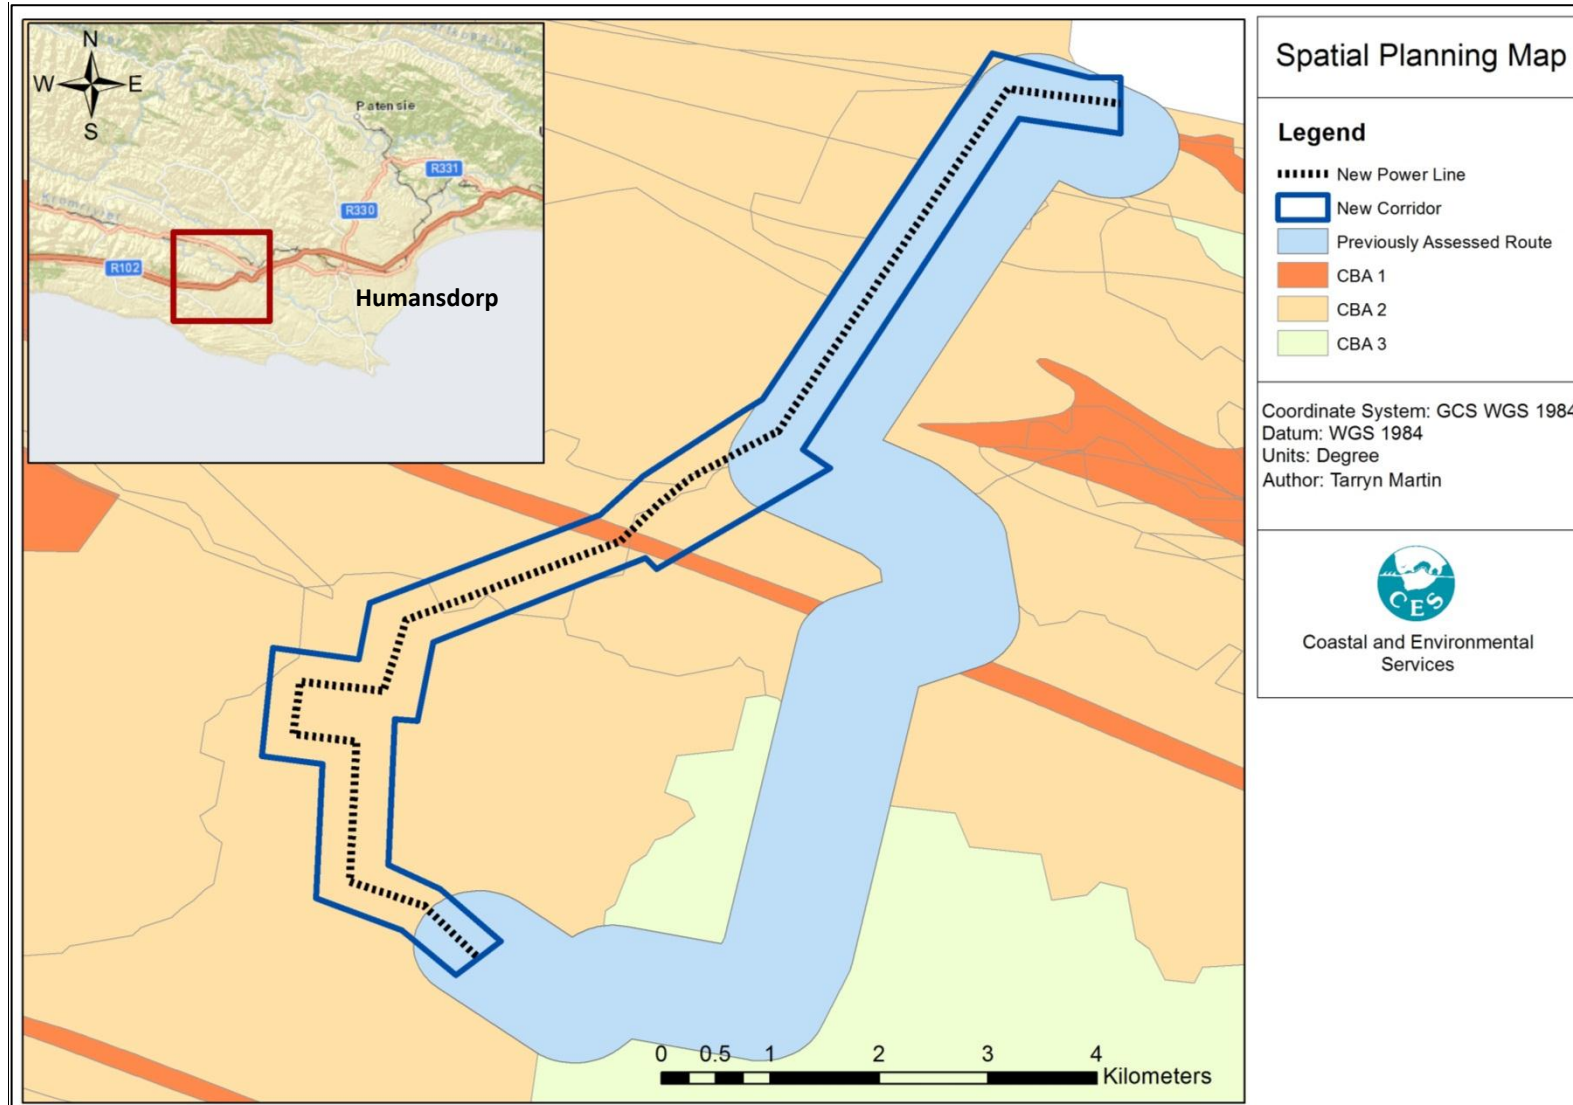 N
W E
S
Patensie
R331
R330
Kromrivier
R102
Humansdorp
0 0.5 1 2 3 4
Kilometers
Spatial Planning Map
Legend
New Power Line
New Corridor
Previously Assessed Route
CBA 1
CBA 2
CBA 3
Coordinate System: GCS WGS 1984
Datum: WGS 1984
Units: Degree
Author: Tarryn Martin
CES
Coastal and Environmental
Services